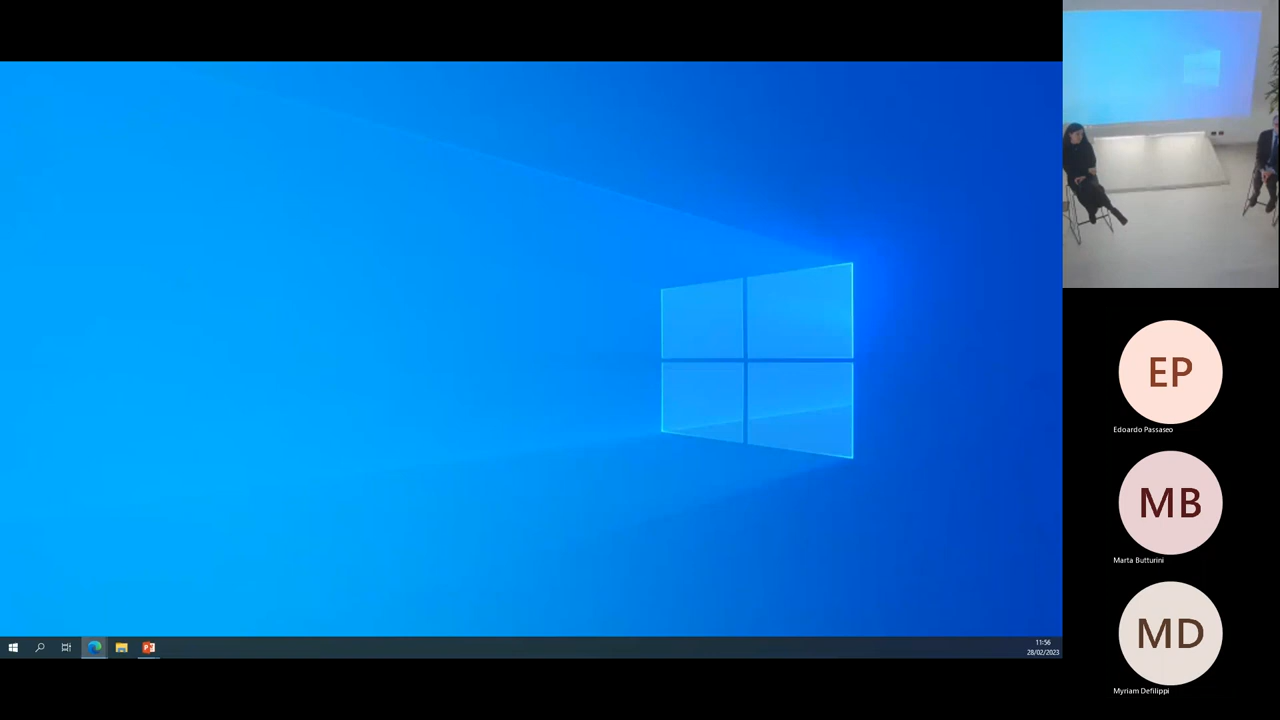 EP
Edoardo Passaseo
MB
Marta Butturini
MD
Myriam Defilippi
11:56
28/02/2023